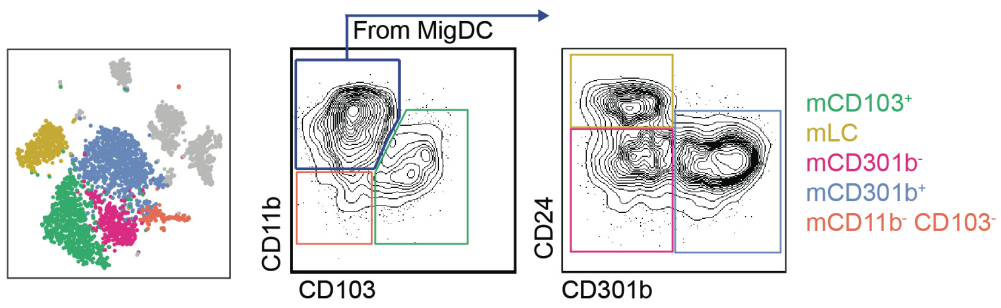 From MigDC
CD11b
CD103
CD24
CD301b
mCD103⁺
mLC
mCD301b⁻
mCD301b⁺
mCD11b⁻ CD103⁻